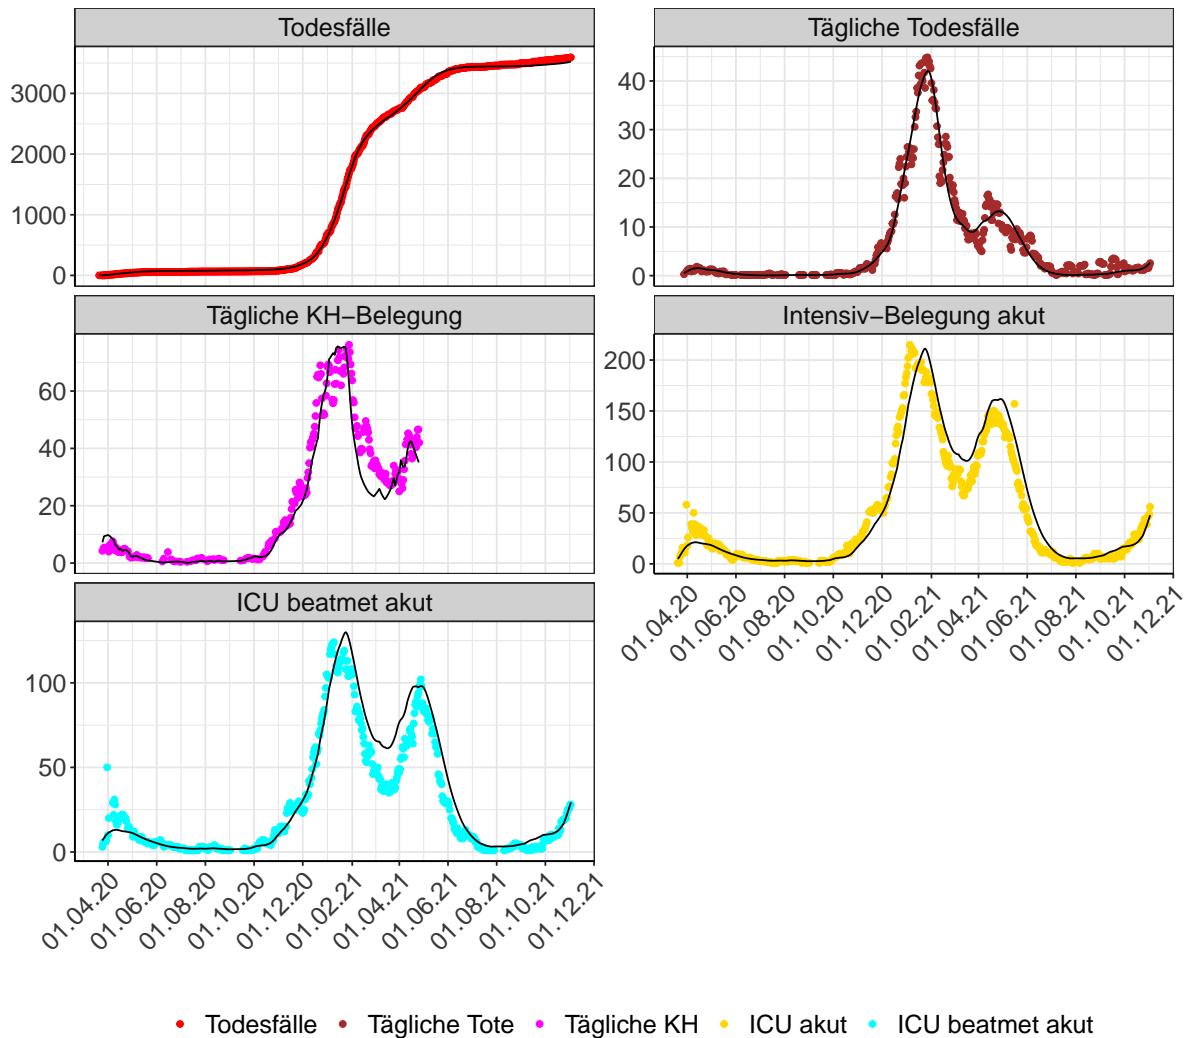 Todesfälle
Tägliche Todesfälle
3000
2000
1000
0
40
30
20
10
0
Tägliche KH–Belegung
Intensiv–Belegung akut
60
40
20
0
200
150
100
50
0
01.04.20 01.06.20 01.08.20 01.10.20 01.12.20 01.02.21 01.04.21 01.06.21 01.08.21 01.10.21 01.12.21
ICU beatmet akut
100
50
0
01.04.20 01.06.20 01.08.20 01.10.20 01.12.20 01.02.21 01.04.21 01.06.21 01.08.21 01.10.21 01.12.21
Todesfälle Tägliche Tote Tägliche KH ICU akut ICU beatmet akut